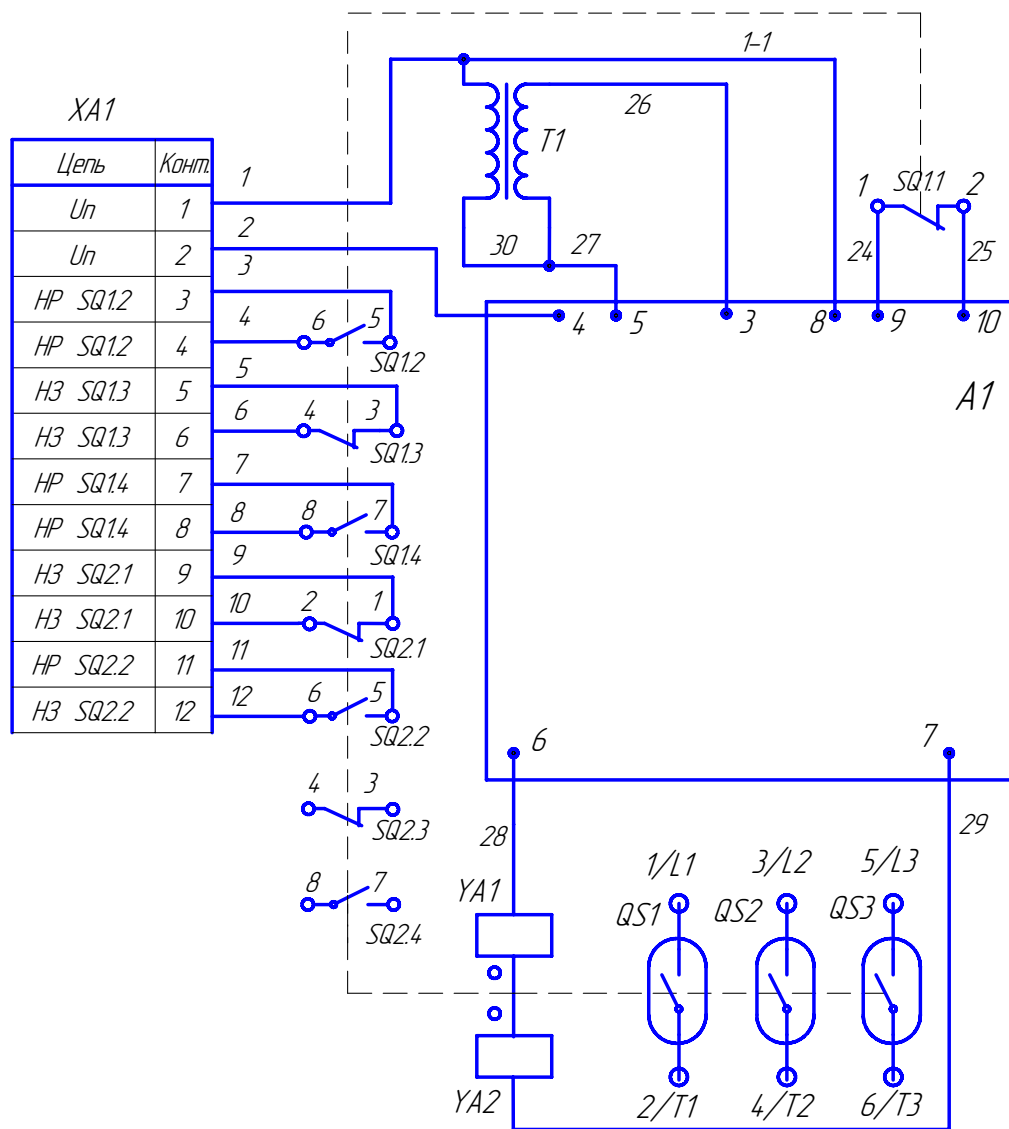 1-1
26
XA1
T1
Цепь Конт.
1
Uп 1
2
Uп 2
3
НР SQ1.2 3
4 6 5
SQ1.2
НР SQ1.2 4
5
НЗ SQ1.3 5
6 4 3
SQ1.3
НЗ SQ1.3 6
7
НР SQ1.4 7
8 8 7
SQ1.4
НР SQ1.4 8
9
НЗ SQ2.1 9
10 2 1
SQ2.1
НЗ SQ2.1 10
11
НР SQ2.2 11
12 6 5
SQ2.2
НЗ SQ2.2 12
4 3
SQ2.3
8 7
SQ2.4
30 27
1 SQ1.1 2
24 25
4 5 3 8 9 10
A1
6 7
28 29
YA1
1/L1 3/L2 5/L3
QS1 QS2 QS3
YA2
2/T1 4/T2 6/T3